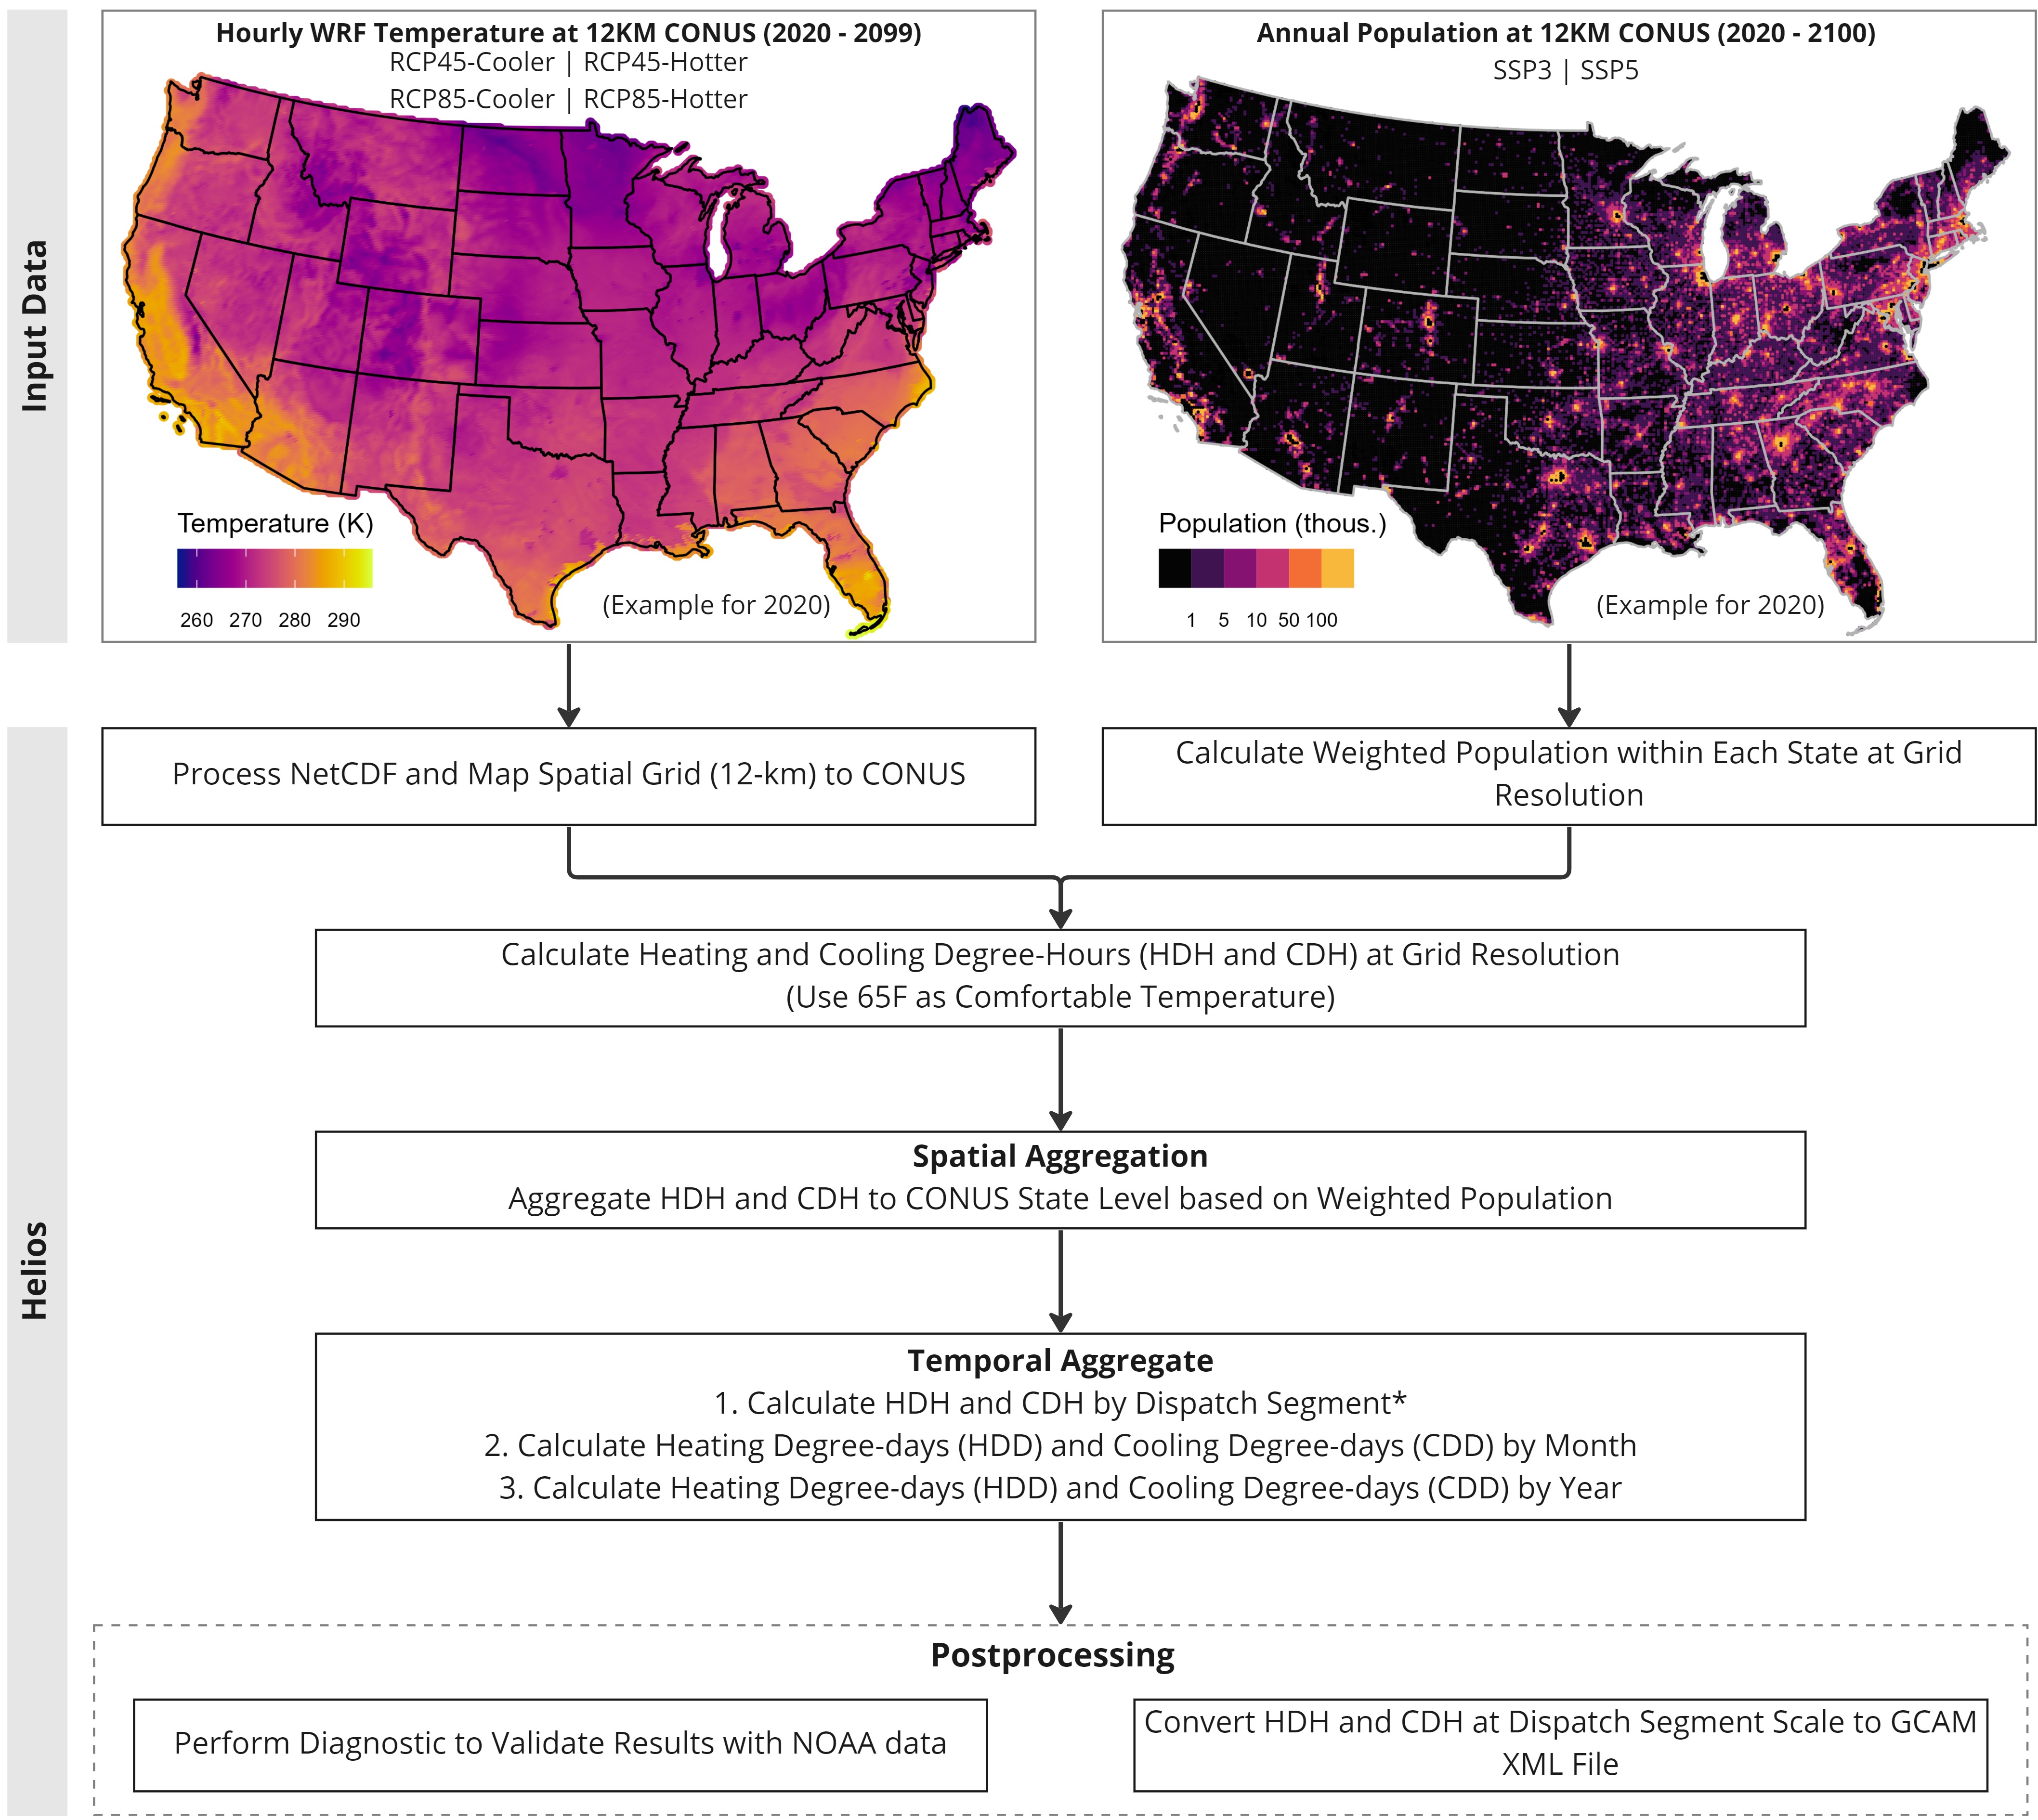 Input Data
Hourly WRF Temperature at 12KM CONUS (2020 - 2099)
RCP45-Cooler | RCP45-Hotter
RCP85-Cooler | RCP85-Hotter
Temperature (K)
260 270 280 290
(Example for 2020)
Annual Population at 12KM CONUS (2020 - 2100)
SSP3 | SSP5
Population (thous.)
1 5 10 50 100
(Example for 2020)
Helios
Process NetCDF and Map Spatial Grid (12-km) to CONUS
Calculate Weighted Population within Each State at Grid
Resolution
Calculate Heating and Cooling Degree-Hours (HDH and CDH) at Grid Resolution
(Use 65F as Comfortable Temperature)
Spatial Aggregation
Aggregate HDH and CDH to CONUS State Level based on Weighted Population
Temporal Aggregate
1. Calculate HDH and CDH by Dispatch Segment*
2. Calculate Heating Degree-days (HDD) and Cooling Degree-days (CDD) by Month
3. Calculate Heating Degree-days (HDD) and Cooling Degree-days (CDD) by Year
Postprocessing
Perform Diagnostic to Validate Results with NOAA data
Convert HDH and CDH at Dispatch Segment Scale to GCAM
XML File